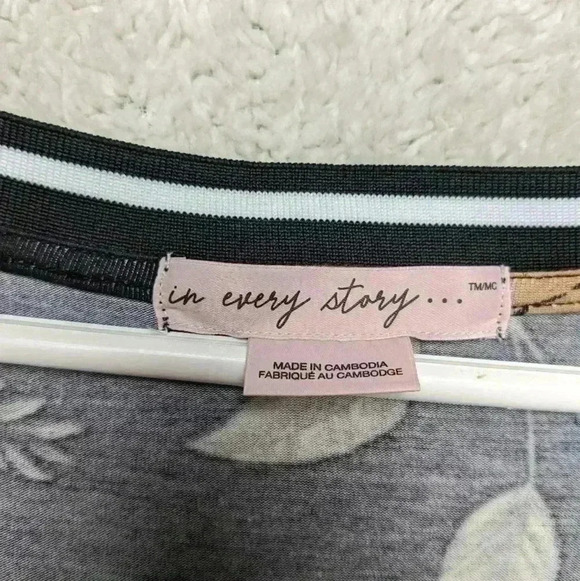 in every story... TM/MC
MADE IN CAMBODIA
FABRIQUÉ AU CAMBODGE